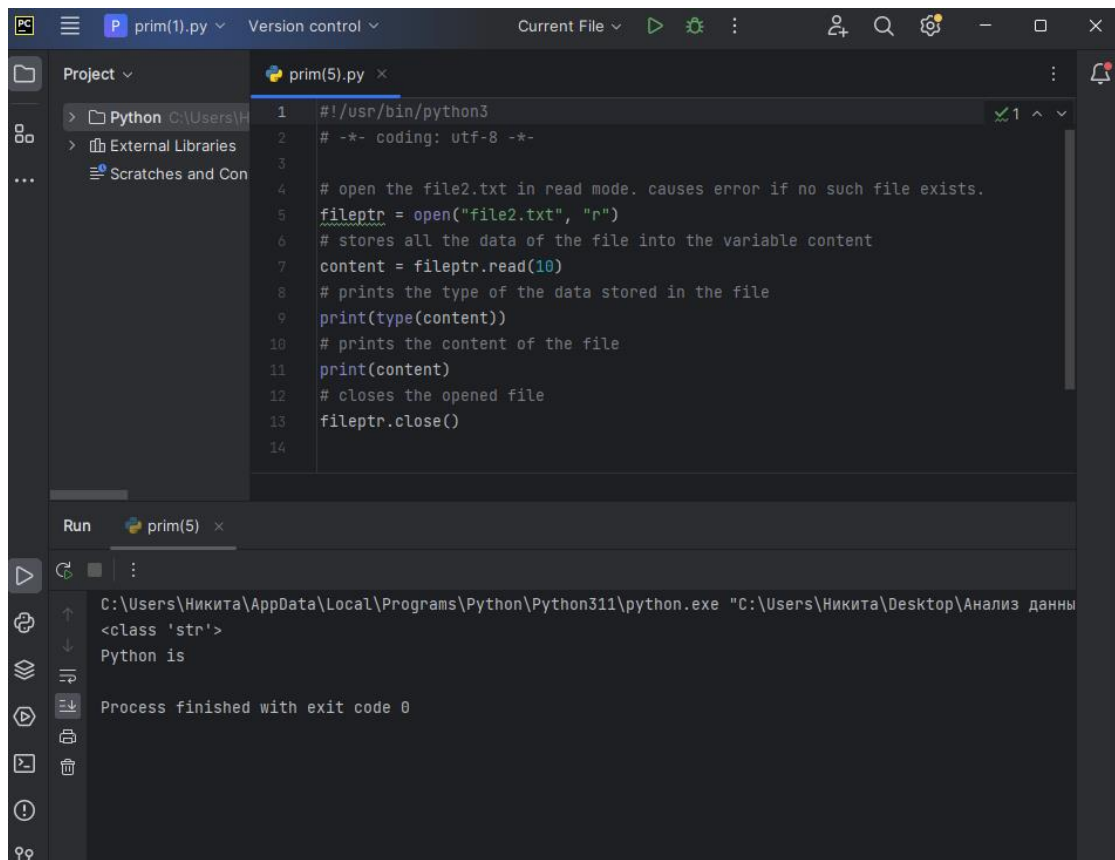 PC P prim(1).py Version control Current File
Project
prim(5).py
Python C:\Users\H
External Libraries
Scratches and Con
1
1 #!/usr/bin/python3
2 # -*- coding: utf-8 -*-
3
4 # open the file2.txt in read mode. causes error if no such file exists.
5 fileptr = open("file2.txt", "r")
6 # stores all the data of the file into the variable content
7 content = fileptr.read(10)
8 # prints the type of the data stored in the file
9 print(type(content))
10 # prints the content of the file
11 print(content)
12 # closes the opened file
13 fileptr.close()
14
Run prim(5)
C:\Users\Никита\AppData\Local\Programs\Python\Python311\python.exe "C:\Users\Никита\Desktop\Анализ данны
<class 'str'>
Python is
Process finished with exit code 0